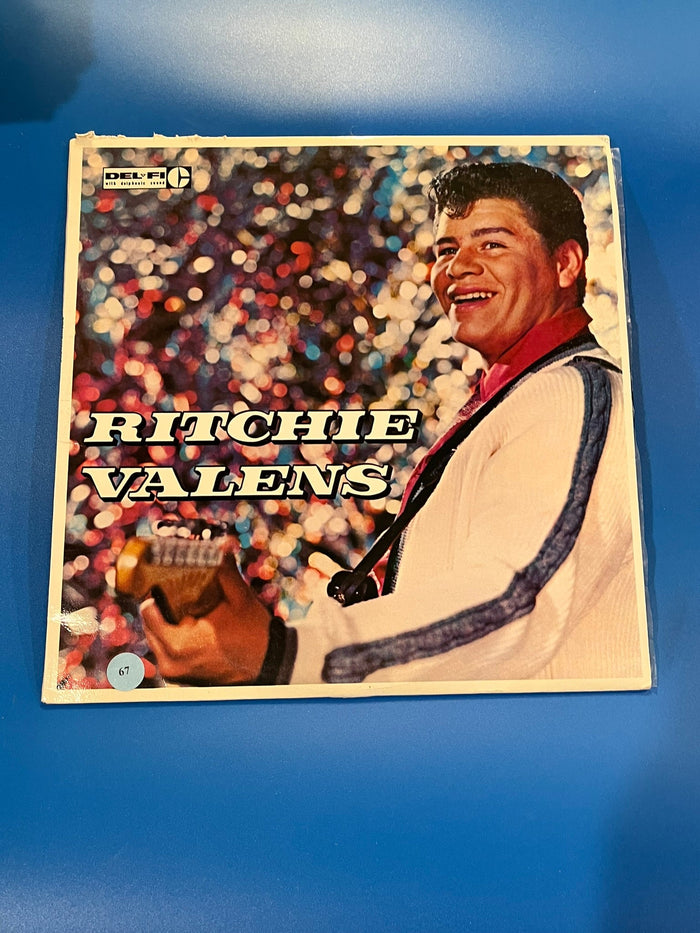 DEL-FI
with delphonic sound
RITCHIE
VALENS
67